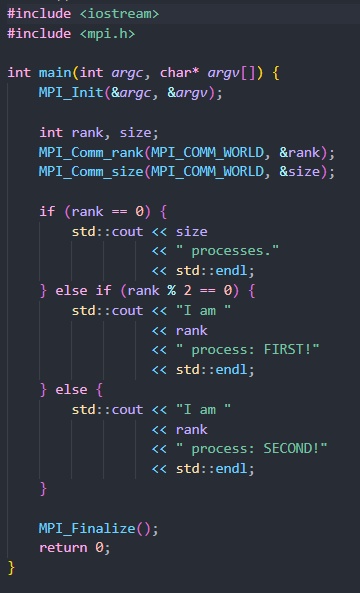 #include <iostream>
#include <mpi.h>

int main(int argc, char* argv[]) {
    MPI_Init(&argc, &argv);

    int rank, size;
    MPI_Comm_rank(MPI_COMM_WORLD, &rank);
    MPI_Comm_size(MPI_COMM_WORLD, &size);

    if (rank == 0) {
        std::cout << size
                  << " processes."
                  << std::endl;
    } else if (rank % 2 == 0) {
        std::cout << "I am "
                  << rank
                  << " process: FIRST!"
                  << std::endl;
    } else {
        std::cout << "I am "
                  << rank
                  << " process: SECOND!"
                  << std::endl;
    }

    MPI_Finalize();
    return 0;
}